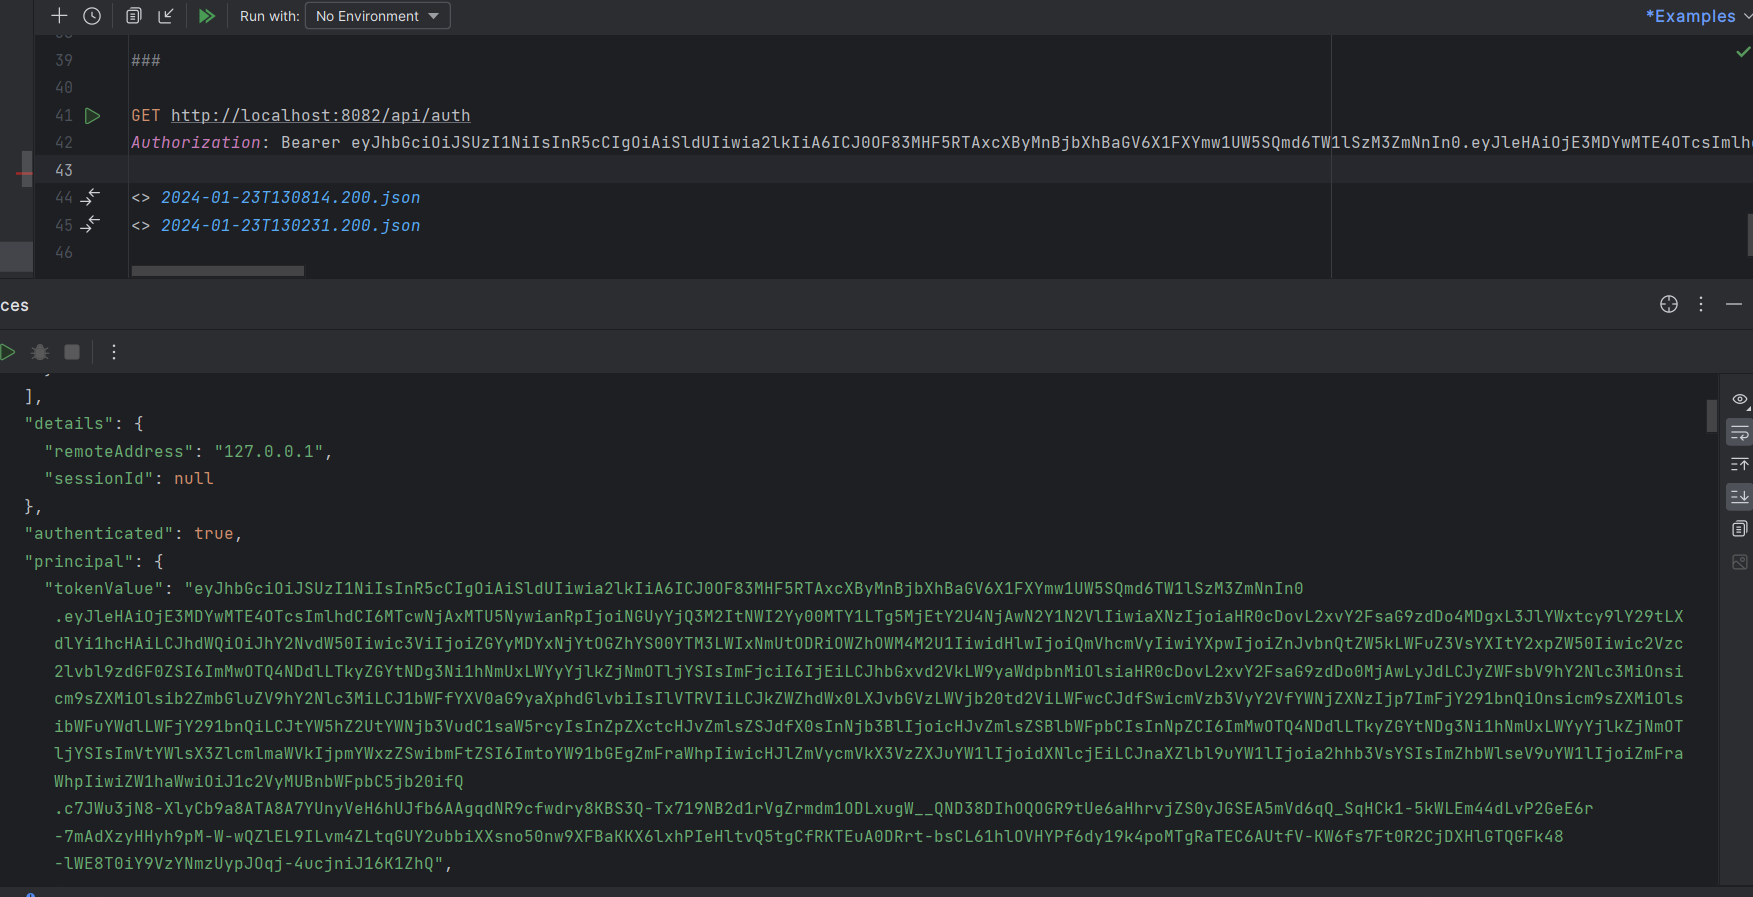 Run with: No Environment
*Examples
39 ###
40
41 GET http://localhost:8082/api/auth
42 Authorization: Bearer eyJhbGciOiJSUzI1NiIsInR5cCIgOiAiSldUIiwia2lkIiA6ICJ0OF83MHF5RTAxcXByMnBjbXhBaGV6X1FXYmw1UW5SQmd6TW1lSzM3ZmNnIn0.eyJleHAiOjE3MDYwMTE4OTcsImlh
43
44 <> 2024-01-23T130814.200.json
45 <> 2024-01-23T130231.200.json
46
ces
],
"details": {
"remoteAddress": "127.0.0.1",
"sessionId": null
},
"authenticated": true,
"principal": {
"tokenValue": "eyJhbGciOiJSUzI1NiIsInR5cCIgOiAiSldUIiwia2lkIiA6ICJ0OF83MHF5RTAxcXByMnBjbXhBaGV6X1FXYmw1UW5SQmd6TW1lSzM3ZmNnIn0
.eyJleHAiOjE3MDYwMTE4OTcsImlhdCI6MTcwNjAxMTU5NywianRpIjoiNGUyYjQ3M2ItNWI2Yy00MTY1LTg5MjEtY2U4NjAwN2Y1N2VlIiwiaXNzIjoiaHR0cDovL2xvY2FsaG9zdDo4MDgxL3JlYWxtcy9lY29tLX
dlYi1hcHAiLCJhdWQiOiJhY2NvdW50Iiwic3ViIjoiZGYyMDYxNjYtOGZhYS00YTM3LWIxNmUtODRiOWZhOWM4M2U1IiwidHlwIjoiQmVhcmVyIiwiYXpwIjoiZnJvbnQtZW5kLWFuZ3VsYXItY2xpZW50Iiwic2Vzc
2lvbl9zdGF0ZSI6ImMwOTQ4NDdlLTkyZGYtNDg3Ni1hNmUxLWYyYjlkZjNmOTljYSIsImFjciI6IjEiLCJhbGxvd2VkLW9yaWdpbnMiOlsiaHR0cDovL2xvY2FsaG9zdDo0MjAwLyJdLCJyZWFsbV9hY2Nlc3MiOnsi
cm9sZXMiOlsib2ZmbGluZV9hY2Nlc3MiLCJ1bWFfYXV0aG9yaXphdGlvbiIsIlVTRVIiLCJkZWZhdWx0LXJvbGVzLWVjb20td2ViLWFwcCJdfSwicmVzb3VyY2VfYWNjZXNzIjp7ImFjY291bnQiOnsicm9sZXMiOls
ibWFuYWdlLWFjY291bnQiLCJtYW5hZ2UtYWNjb3VudC1saW5rcyIsInZpZXctcHJvZmlsZSJdfX0sInNjb3BlIjoicHJvZmlsZSBlbWFpbCIsInNpZCI6ImMwOTQ4NDdlLTkyZGYtNDg3Ni1hNmUxLWYyYjlkZjNmOT
ljYSIsImVtYWlsX3ZlcmlmaWVkIjpmYWxzZSwibmFtZSI6ImtoYW91bGEgZmFraWhpIiwicHJlZmVycmVkX3VzZXJuYW1lIjoidXNlcjEiLCJnaXZlbl9uYW1lIjoia2hhb3VsYSIsImZhbWlseV9uYW1lIjoiZmFra
WhpIiwiZW1haWwiOiJ1c2VyMUBnbWFpbC5jb20ifQ
.c7JWu3jN8-XlyCb9a8ATA8A7YUnyVeH6hUJfb6AAgqdNR9cfwdry8KBS3Q-Tx719NB2d1rVgZrmdm1ODLxugW__QND38DIhOQOGR9tUe6aHhrvjZS0yJGSEA5mVd6qQ_SqHCk1-5kWLEm44dLvP2GeE6r
-7mAdXzyHHyh9pM-W-wQZlEL9ILvm4ZLtqGUY2ubbiXXsno50nw9XFBaKKX6lxhPIeHltvQ5tgCfRKTEuA0DRrt-bsCL61hlOVHYPf6dy19k4poMTgRaTEC6AUtfV-KW6fs7Ft0R2CjDXHlGTQGFk48
-lWE8T0iY9VzYNmzUypJOqj-4ucjniJ16K1ZhQ",